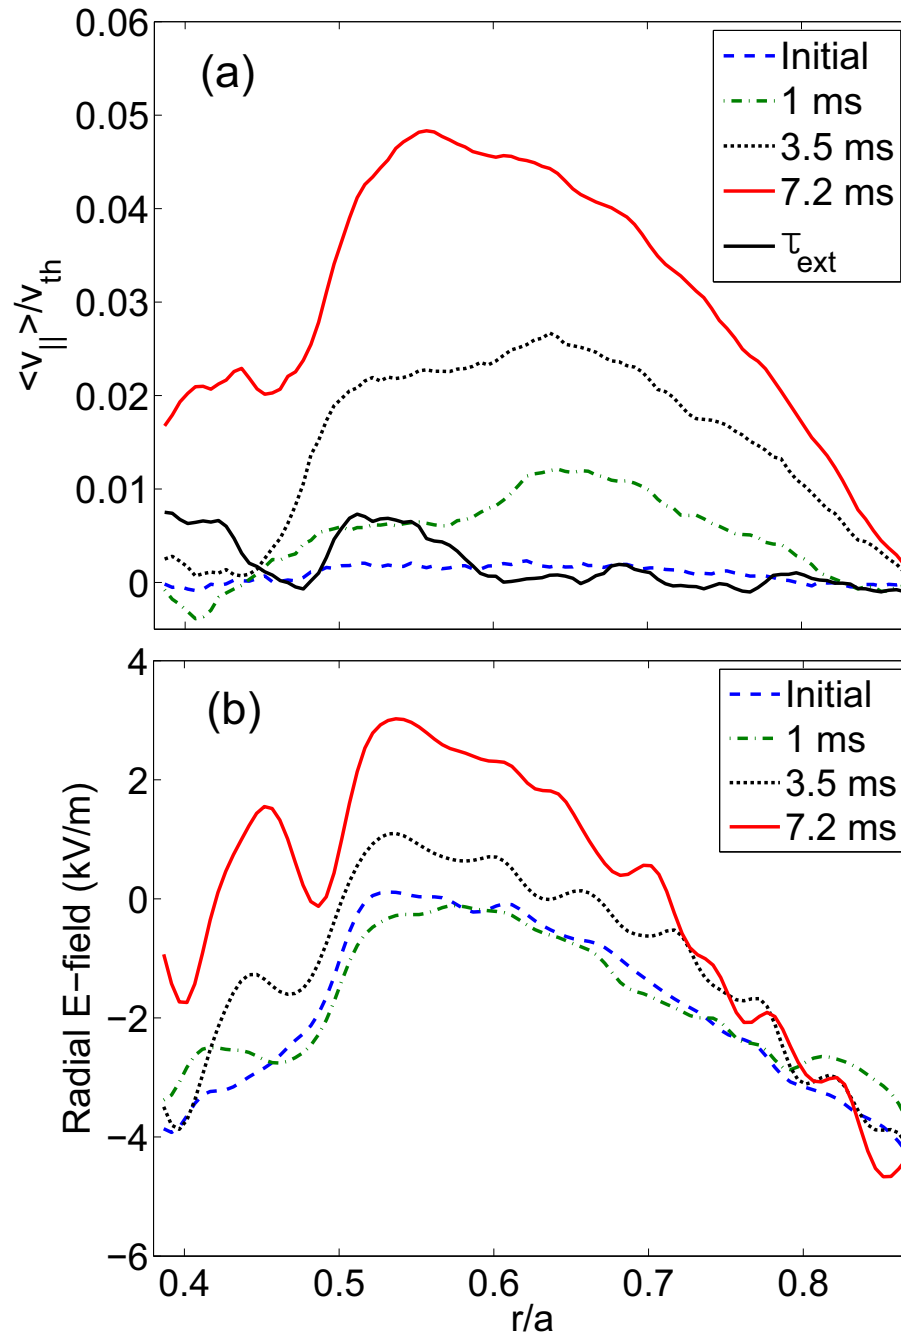 0.06
0.05
0.04
0.03
0.02
0.01
0
<v||>/vth
(a)
Initial
1 ms
3.5 ms
7.2 ms
τext
4
2
0
−2
−4
−6
Radial E−field (kV/m)
(b)
Initial
1 ms
3.5 ms
7.2 ms
0.4 0.5 0.6 0.7 0.8
r/a